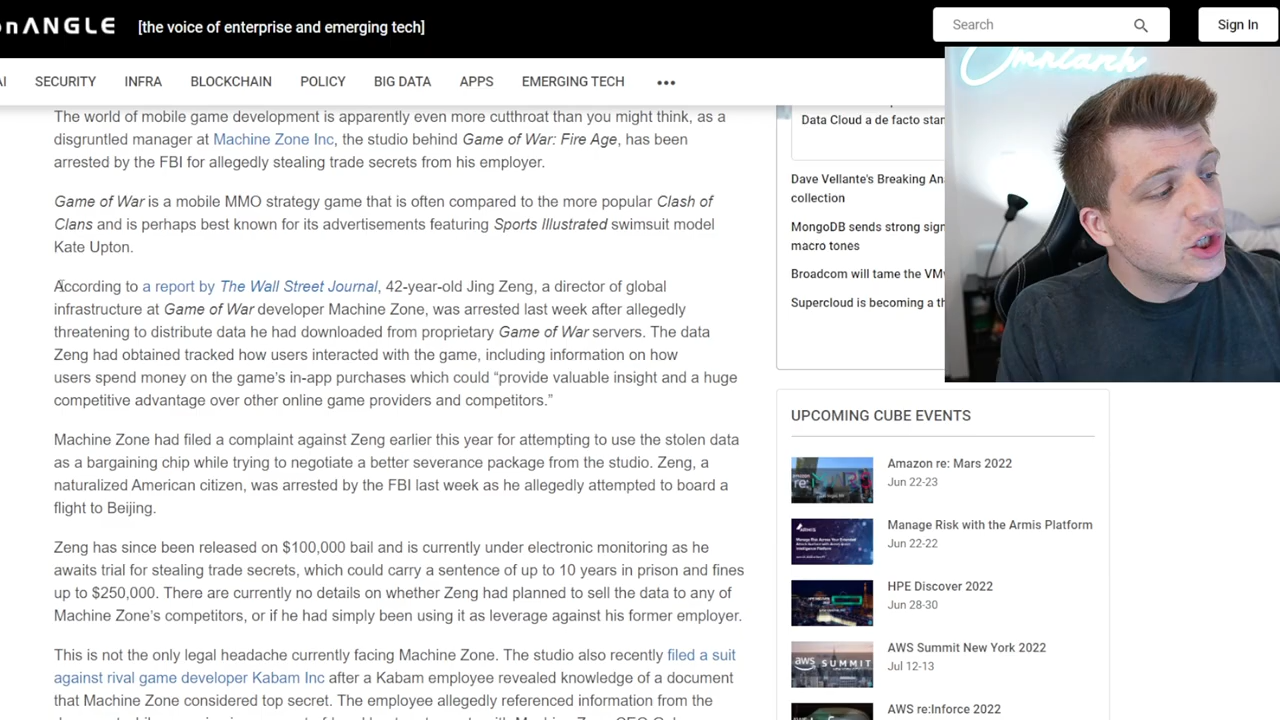 nANGLE
[the voice of enterprise and emerging tech]
Search
Sign In
AI
SECURITY
INFRA
BLOCKCHAIN
POLICY
BIG DATA
APPS
EMERGING TECH
The world of mobile game development is apparently even more cutthroat than you might think, as a
disgruntled manager at Machine Zone Inc, the studio behind Game of War: Fire Age, has been
arrested by the FBI for allegedly stealing trade secrets from his employer.
Game of War is a mobile MMO strategy game that is often compared to the more popular Clash of
Clans and is perhaps best known for its advertisements featuring Sports Illustrated swimsuit model
Kate Upton.
According to a report by The Wall Street Journal, 42-year-old Jing Zeng, a director of global
infrastructure at Game of War developer Machine Zone, was arrested last week after allegedly
threatening to distribute data he had downloaded from proprietary Game of War servers. The data
Zeng had obtained tracked how users interacted with the game, including information on how
users spend money on the game's in-app purchases which could “provide valuable insight and a huge
competitive advantage over other online game providers and competitors.”
Machine Zone had filed a complaint against Zeng earlier this year for attempting to use the stolen data
as a bargaining chip while trying to negotiate a better severance package from the studio. Zeng, a
naturalized American citizen, was arrested by the FBI last week as he allegedly attempted to board a
flight to Beijing.
Zeng has since been released on $100,000 bail and is currently under electronic monitoring as he
awaits trial stealing trade secrets, which could carry a sentence of up to 10 years in prison and fines
up to $250,000. There are currently no details on whether Zeng had planned to sell the data to any of
Machine Zone's competitors, or if he had simply been using it as leverage against his former employer.
This is not the only legal headache currently facing Machine Zone. The studio also recently filed a suit
against rival game developer Kabam Inc after a Kabam employee revealed knowledge of a document
that Machine Zone considered top secret. The employee allegedly referenced information from the
Data Cloud a de facto stan
Dave Vellante's Breaking An
collection
MongoDB sends strong sign
macro tones
Broadcom will tame the VM
Supercloud is becoming a th
UPCOMING CUBE EVENTS
Amazon re: Mars 2022
Jun 22-23
Manage Risk with the Armis Platform
Jun 22-22
HPE Discover 2022
Jun 28-30
aws SUMMIT
AWS Summit New York 2022
Jul 12-13
AWS re:Inforce 2022
Omniarch